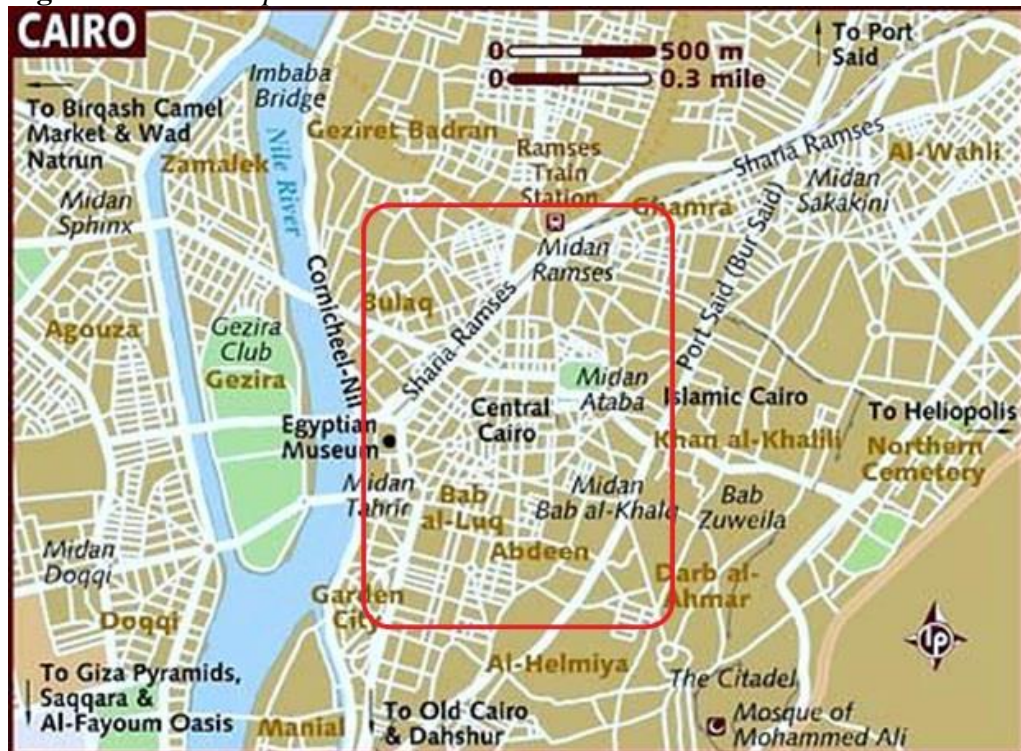 CAIRO
0 500 m
0 0.3 mile
To Port
Said
Imbaba
Bridge
To Birqash Camel
Market & Wad
Natrun
Geziret Badran
Nile River
Zamalek
Ramses
Train
Station
Sharia Ramses
Al-Wahli
Midan
Sphinx
Midan
Sakakini
Ghamra
Midan
Ramses
Port Said (Bur Said)
Bulaq
Agouza
Gezira
Club
Gezira
Sharia Ramses
Midan
Ataba
Islamic Cairo
Central
Cairo
To Heliopolis
Egyptian
Museum
Khan al-Khalili
Northern
Cemetery
Midan
Tahrir
Bab
al-Luq
Midan
Bab al-Khalq
Bab
Zuweila
Midan
Doqqi
Abdeen
Darb al-
Ahmar
Garden
City
Doqqi
Al-Helmiya
The Citadel
lp
To Giza Pyramids,
Saqqara &
Al-Fayoum Oasis
Manial
To Old Cairo
& Dahshur
Mosque of
Mohammed Ali